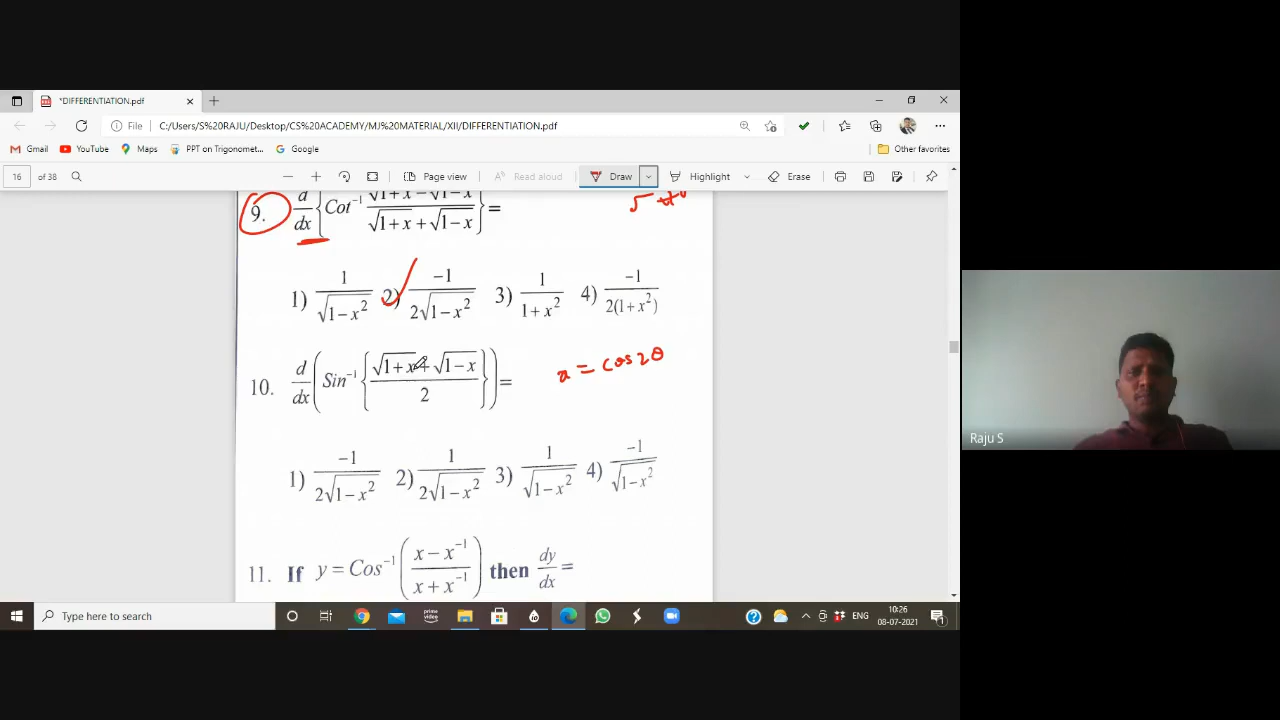 *DIFFERENTIATION.pdf
File C:/Users/S%20RAJU/Desktop/CS%20ACADEMY/MJ%20MATERIAL/XII/DIFFERENTIATION.pdf
Gmail YouTube Maps PPT on Trigonomet... Google Other favorites
16 of 38 Page view Read aloud Draw Highlight Erase
9. d/dx {Cot⁻¹ (√1+x − √1−x)/(√1+x + √1−x)} =
1) 1/√1−x² 2) −1/2√1−x² 3) 1/1+x² 4) −1/2(1+x²)
10. d/dx (Sin⁻¹ {(√1+x + √1−x)/2}) = x = cos2θ
1) −1/2√1−x² 2) 1/2√1−x² 3) 1/√1−x² 4) −1/√1−x²
11. If y = Cos⁻¹ ((x − x⁻¹)/(x + x⁻¹)) then dy/dx =
Raju S
Type here to search prime video ENG 10:26 08-07-2021